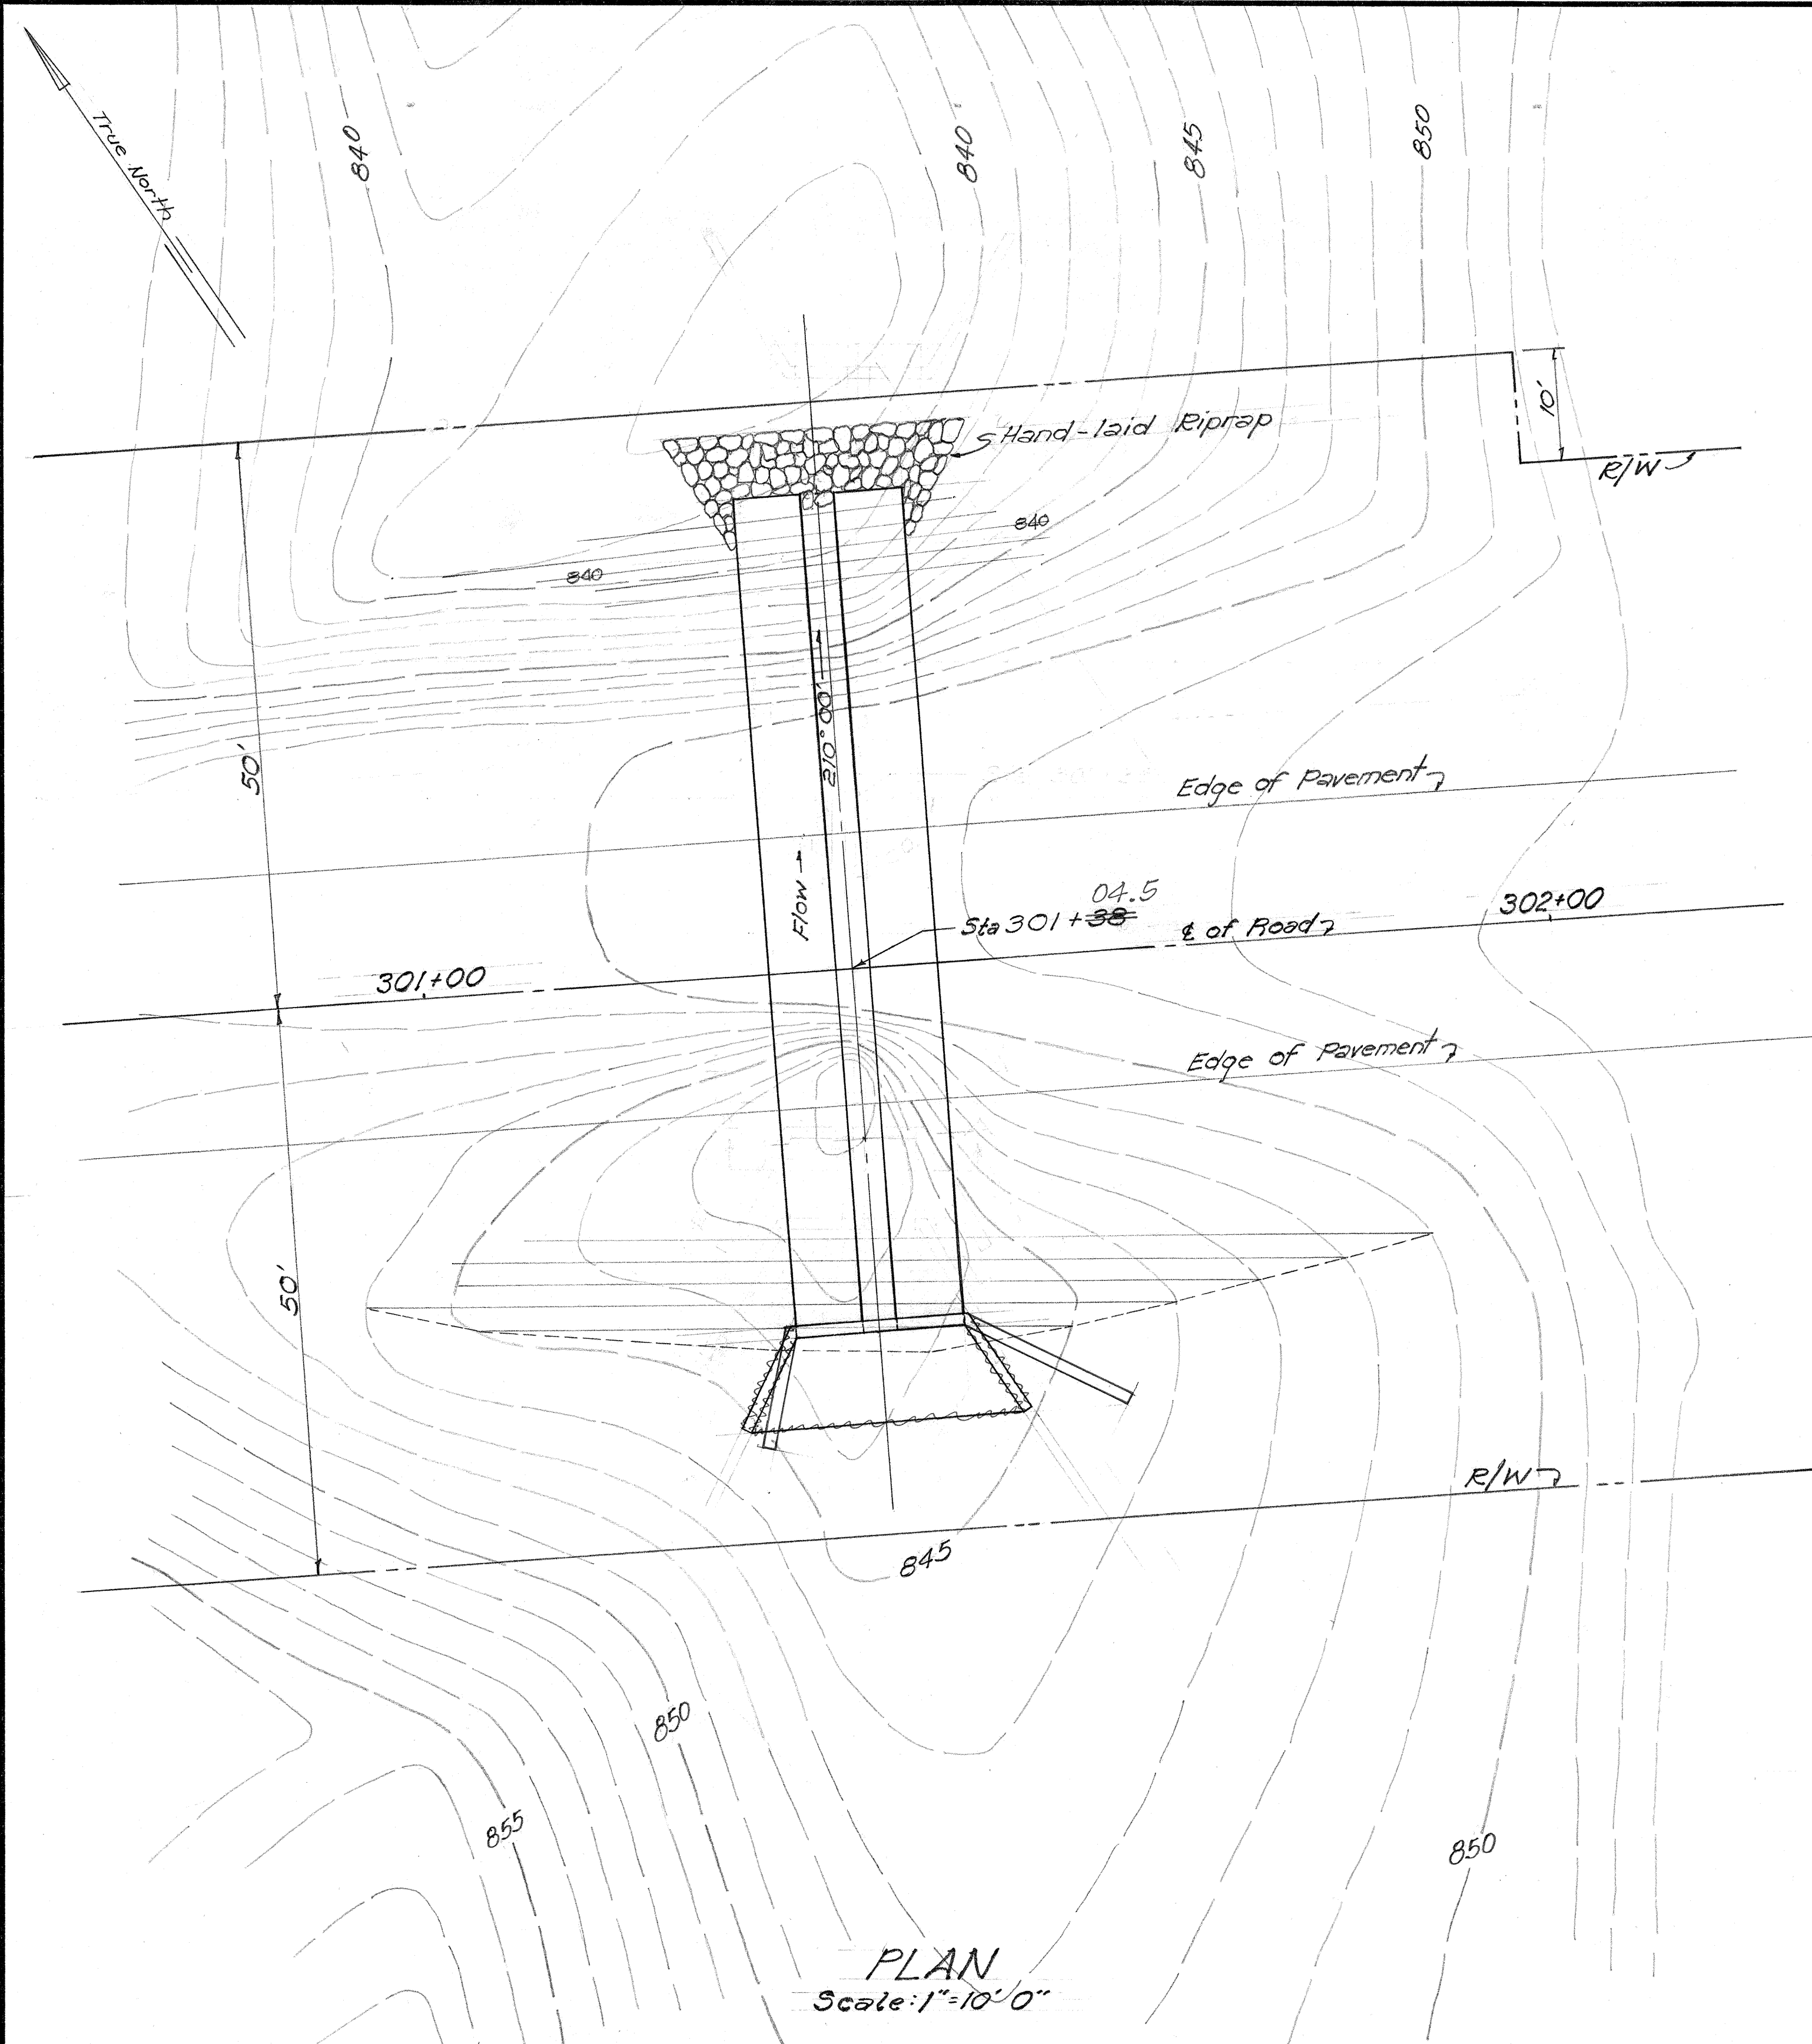 True North
840
840
845
850
10'
Hand-laid Riprap
R/W
840
840
50'
210° 00'
Edge of Pavement
Flow
04.5
Sta 301 + 38
℄ of Road
302+00
301+00
Edge of Pavement
50'
R/W
845
850
855
850
PLAN
Scale: 1"=10' 0"